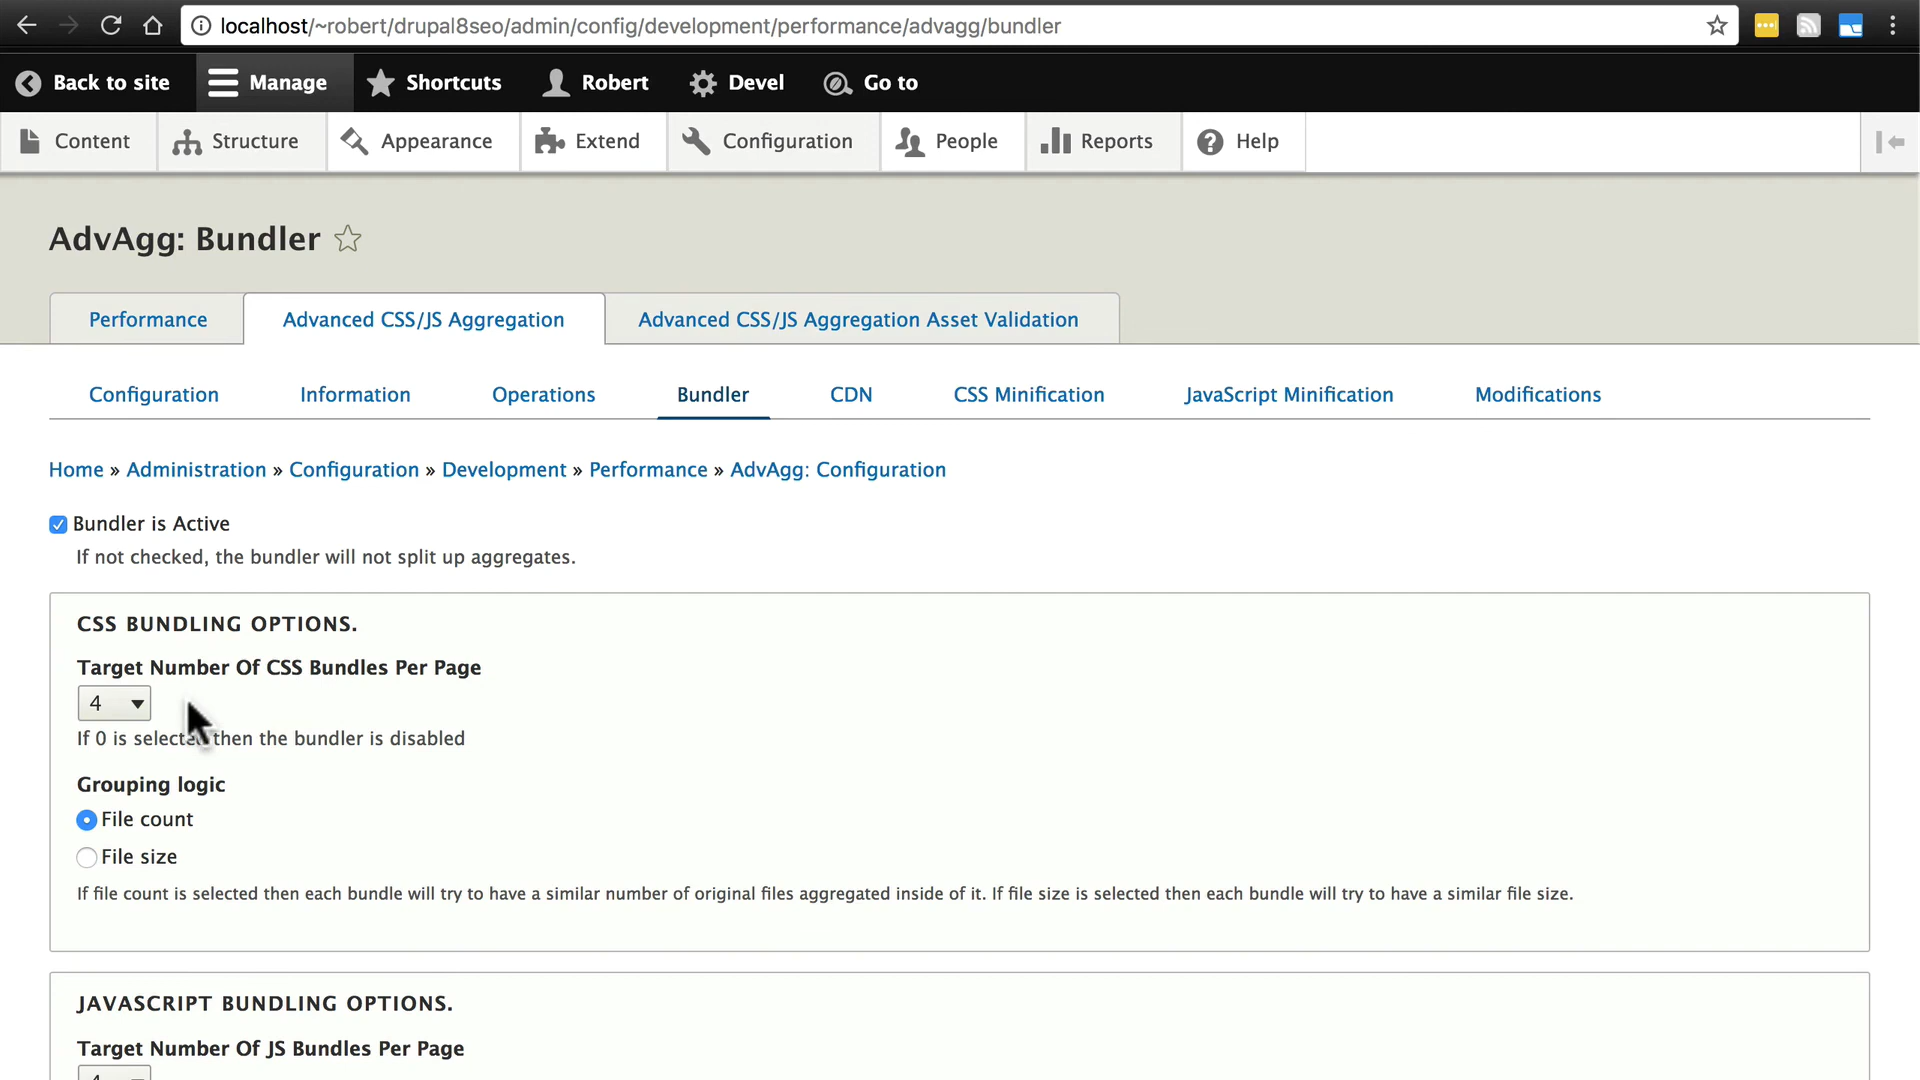 localhost/~robert/drupal8seo/admin/config/development/performance/advagg/bundler
Back to site Manage Shortcuts Robert Devel Go to
Content Structure Appearance Extend Configuration People Reports Help
AdvAgg: Bundler
Performance Advanced CSS/JS Aggregation Advanced CSS/JS Aggregation Asset Validation
Configuration Information Operations Bundler CDN CSS Minification JavaScript Minification Modifications
Home » Administration » Configuration » Development » Performance » AdvAgg: Configuration
Bundler is Active
If not checked, the bundler will not split up aggregates.
CSS BUNDLING OPTIONS.
Target Number Of CSS Bundles Per Page
4
If 0 is selected then the bundler is disabled
Grouping logic
File count
File size
If file count is selected then each bundle will try to have a similar number of original files aggregated inside of it. If file size is selected then each bundle will try to have a similar file size.
JAVASCRIPT BUNDLING OPTIONS.
Target Number Of JS Bundles Per Page